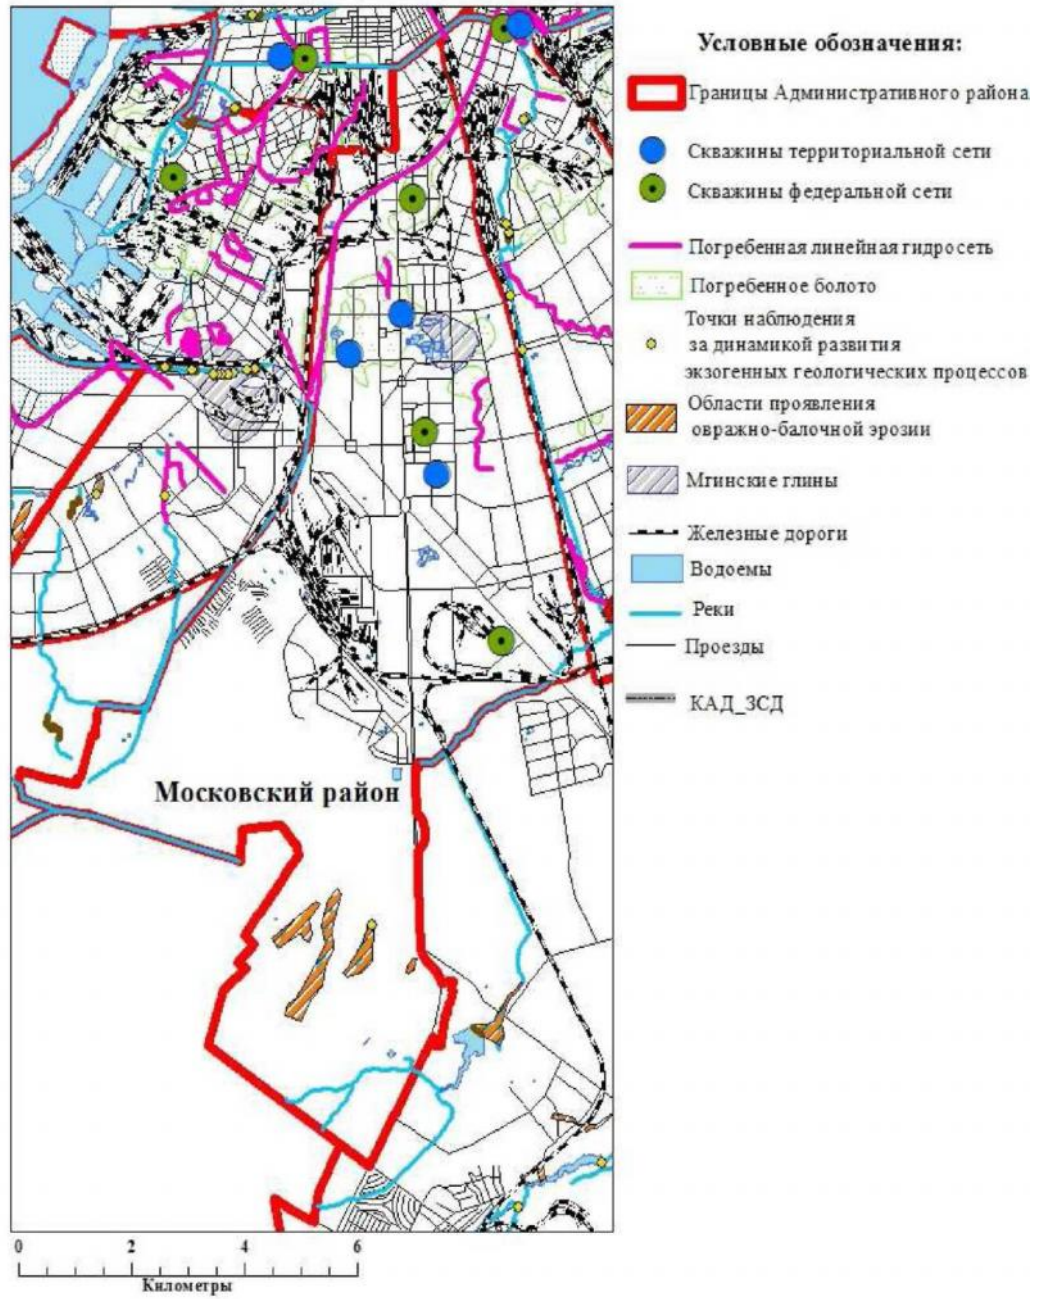 Условные обозначения:
Границы Административного района
Скважины территориальной сети
Скважины федеральной сети
Погребенная линейная гидросеть
Погребенное болото
Точки наблюдения
за динамикой развития
экзогенных геологических процессов
Области проявления
овражно-балочной эрозии
Мгинские глины
Железные дороги
Водоемы
Реки
Проезды
КАД_ЗСД
Московский район
0 2 4 6
Километры